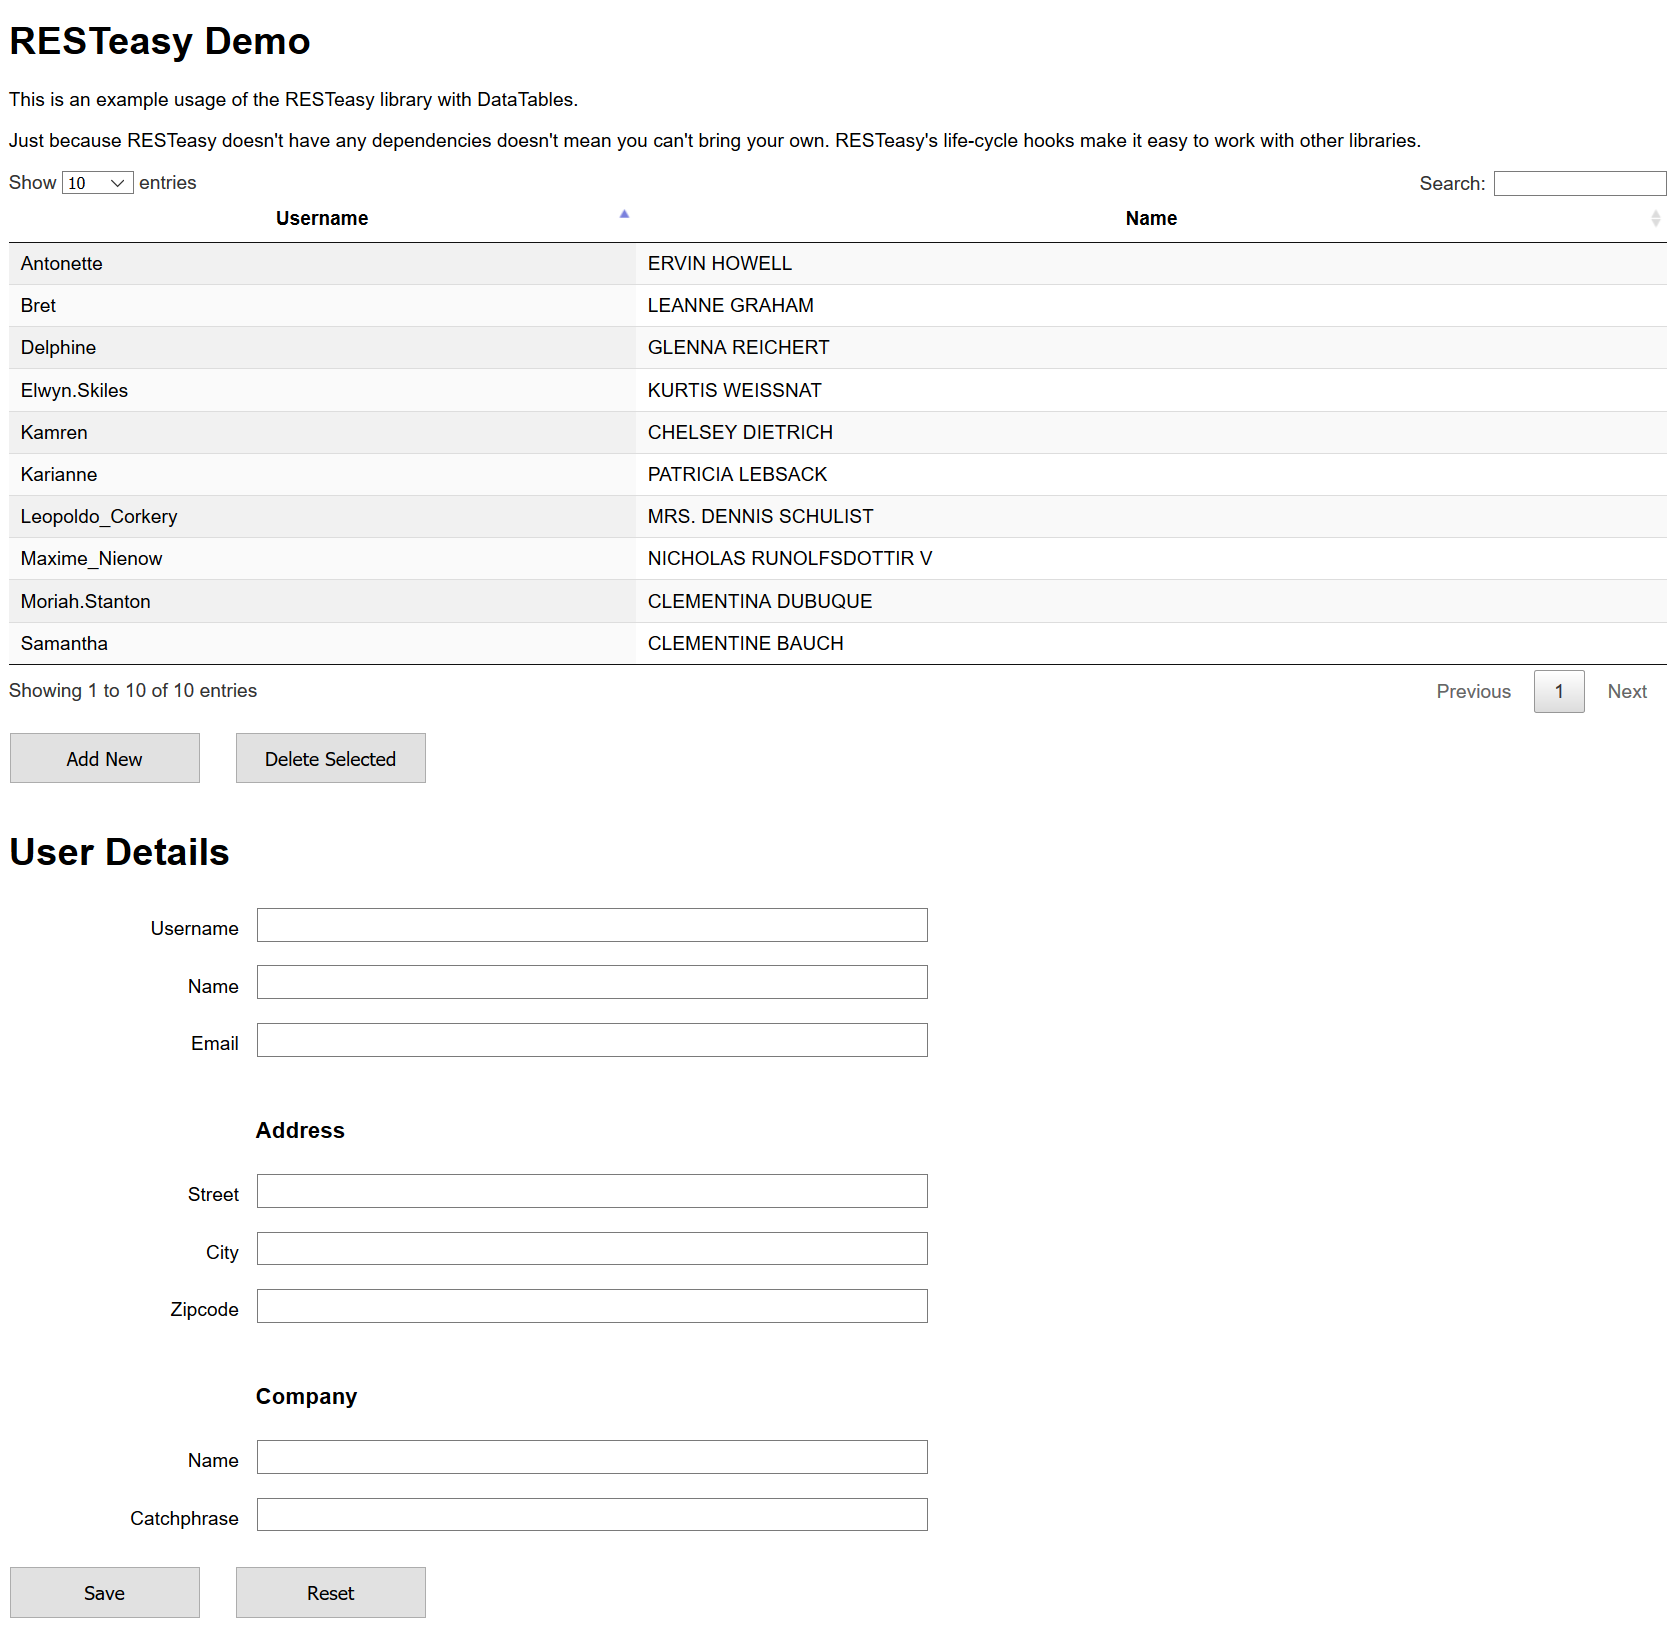 RESTeasy Demo
This is an example usage of the RESTeasy library with DataTables.
Just because RESTeasy doesn't have any dependencies doesn't mean you can't bring your own. RESTeasy's life-cycle hooks make it easy to work with other libraries.
Show 10 entries Search:
Username Name
Antonette ERVIN HOWELL
Bret LEANNE GRAHAM
Delphine GLENNA REICHERT
Elwyn.Skiles KURTIS WEISSNAT
Kamren CHELSEY DIETRICH
Karianne PATRICIA LEBSACK
Leopoldo_Corkery MRS. DENNIS SCHULIST
Maxime_Nienow NICHOLAS RUNOLFSDOTTIR V
Moriah.Stanton CLEMENTINA DUBUQUE
Samantha CLEMENTINE BAUCH
Showing 1 to 10 of 10 entries Previous 1 Next
Add New Delete Selected
User Details
Username
Name
Email
Address
Street
City
Zipcode
Company
Name
Catchphrase
Save Reset